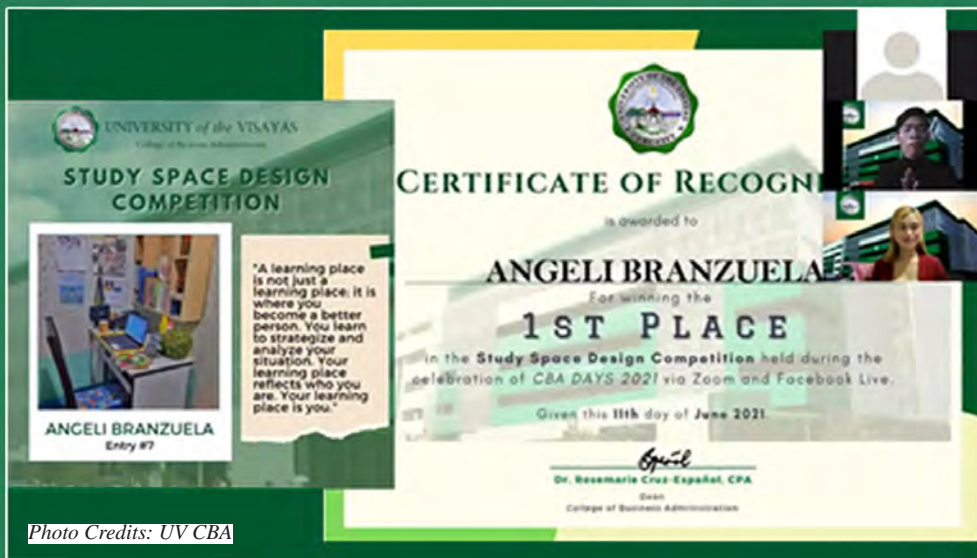 UNIVERSITY of the VISAYAS
College of Business Administration
STUDY SPACE DESIGN
COMPETITION
"A learning place
is not just a
learning place; it is
where you
become a better
person. You learn
to strategize and
analyze your
situation. Your
learning place
reflects who you
are. Your learning
place is you."
ANGELI BRANZUELA
Entry #7
CERTIFICATE OF RECOGNI
is awarded to
ANGELI BRANZUELA
For winning the
1ST PLACE
in the Study Space Design Competition held during the
celebration of CBA DAYS 2021 via Zoom and Facebook Live.
Given this 11th day of June 2021
Dr. Rosemarie Cruz-Español, CPA
Dean
College of Business Administration
Photo Credits: UV CBA